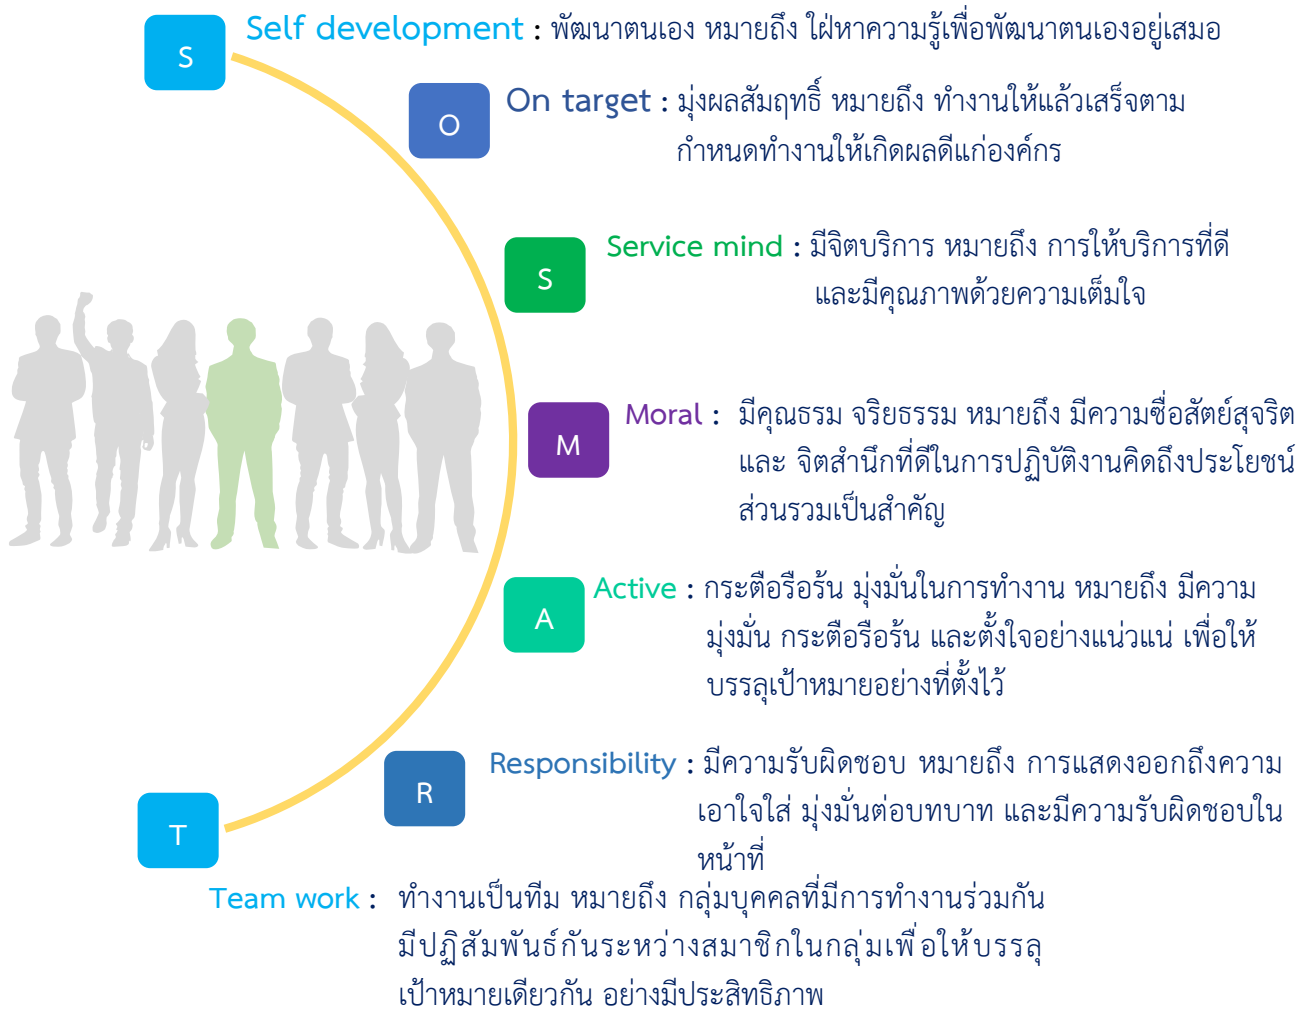 S
Self development : พัฒนาตนเอง หมายถึง ใฝ่หาความรู้เพื่อพัฒนาตนเองอยู่เสมอ
O
On target : มุ่งผลสัมฤทธิ์ หมายถึง ทำงานให้แล้วเสร็จตาม
กำหนดทำงานให้เกิดผลดีแก่องค์กร
S
Service mind : มีจิตบริการ หมายถึง การให้บริการที่ดี
และมีคุณภาพด้วยความเต็มใจ
M
Moral : มีคุณธรม จริยธรรม หมายถึง มีความซื่อสัตย์สุจริต
และ จิตสำนึกที่ดีในการปฏิบัติงานคิดถึงประโยชน์
ส่วนรวมเป็นสำคัญ
A
Active : กระตือรือร้น มุ่งมั่นในการทำงาน หมายถึง มีความ
มุ่งมั่น กระตือรือร้น และตั้งใจอย่างแน่วแน่ เพื่อให้
บรรลุเป้าหมายอย่างที่ตั้งไว้
R
Responsibility : มีความรับผิดชอบ หมายถึง การแสดงออกถึงความ
เอาใจใส่ มุ่งมั่นต่อบทบาท และมีความรับผิดชอบใน
หน้าที่
T
Team work : ทำงานเป็นทีม หมายถึง กลุ่มบุคคลที่มีการทำงานร่วมกัน
มีปฏิสัมพันธ์กันระหว่างสมาชิกในกลุ่มเพื่อให้บรรลุ
เป้าหมายเดียวกัน อย่างมีประสิทธิภาพ